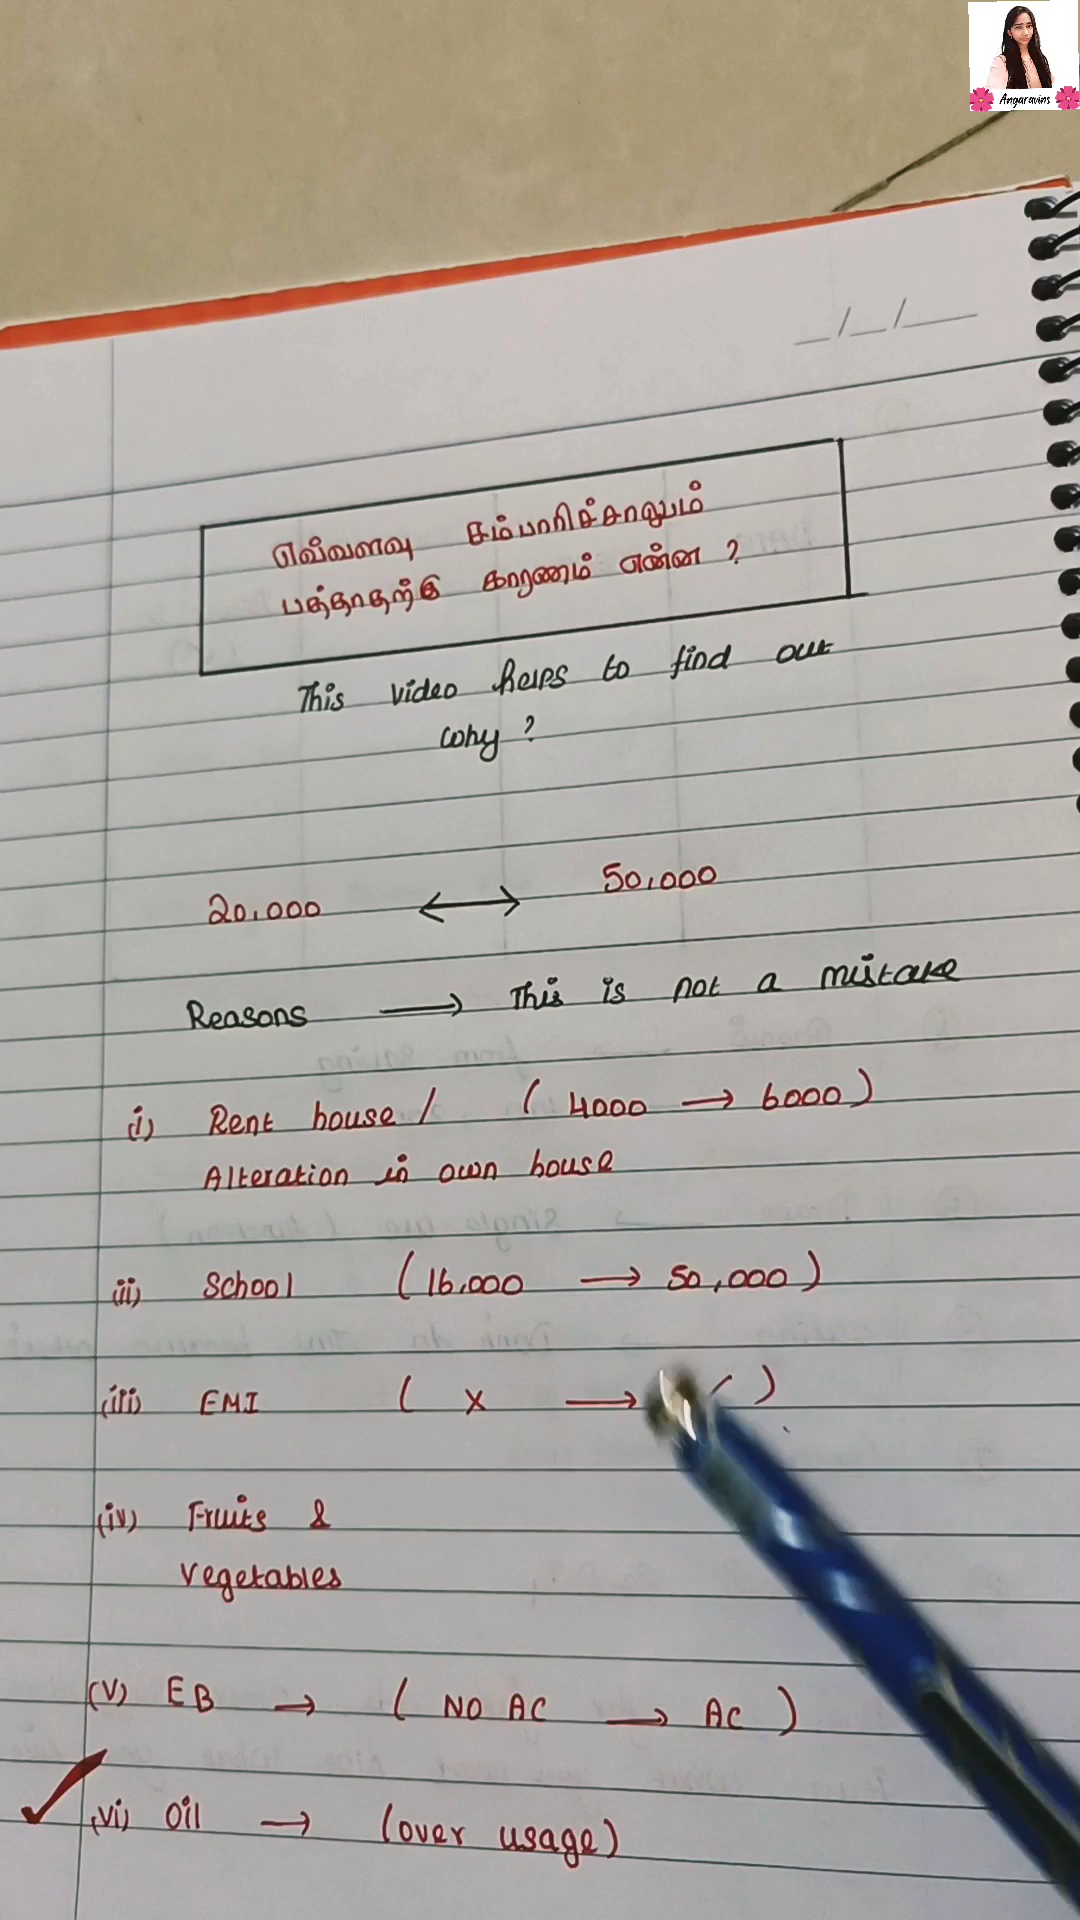 Angaravins
_/_/__
எவ்வளவு சம்பாரிச்சாலும்
பத்தாதற்கு காரணம் என்ன ?
This video helps to find out
why ?
20,000 ⟷ 50,000
Reasons → This is not a mistake
(i) Rent house / ( 4000 → 6000 )
Alteration in own house
(ii) School ( 16,000 → 50,000 )
(iii) EMI ( x → )
(iv) Fruits &
Vegetables
(v) EB → ( NO AC → AC )
(vi) Oil → (over usage)